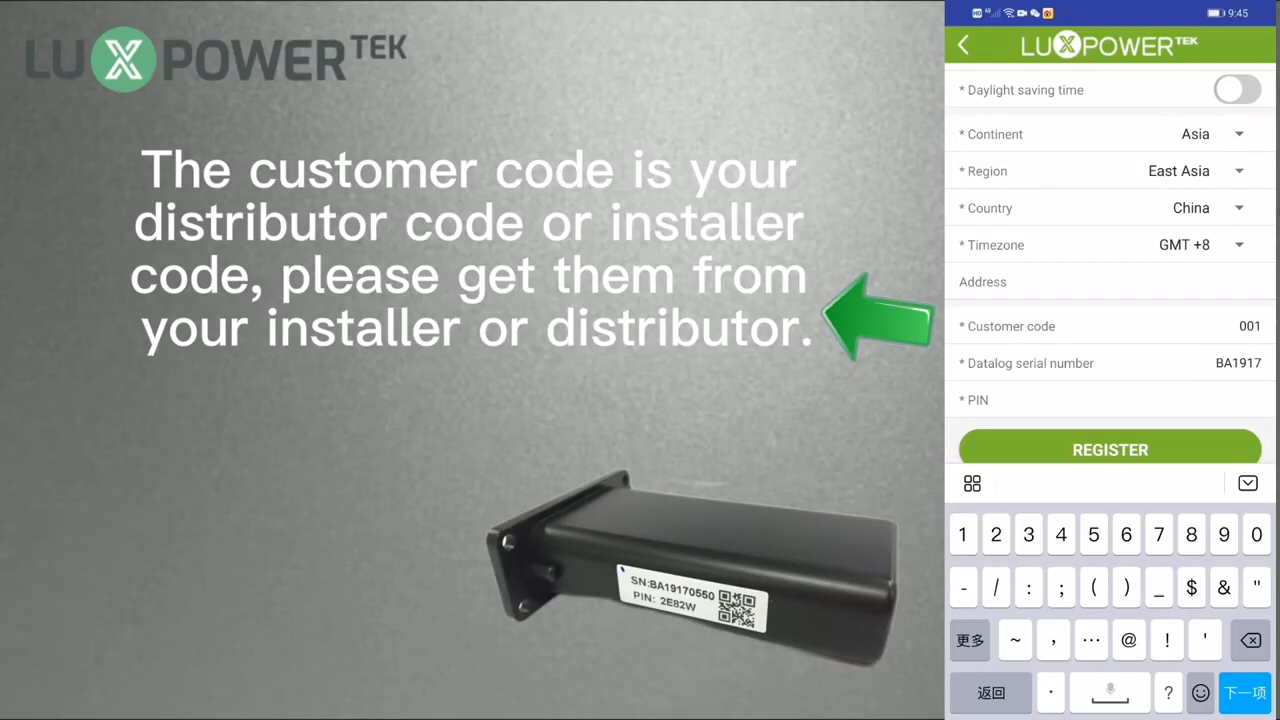 LUXPOWERTEK
The customer code is your
distributor code or installer
code, please get them from
your installer or distributor.
SN:BA19170550
PIN: 2E82W
9:45
LUXPOWERTEK
* Daylight saving time
* Continent Asia
* Region East Asia
* Country China
* Timezone GMT +8
Address
* Customer code 001
* Datalog serial number BA1917
* PIN
REGISTER
1 2 3 4 5 6 7 8 9 0
- / : ; ( ) _ $ & "
更多 ~ , … @ ! '
返回 · ? 下一项